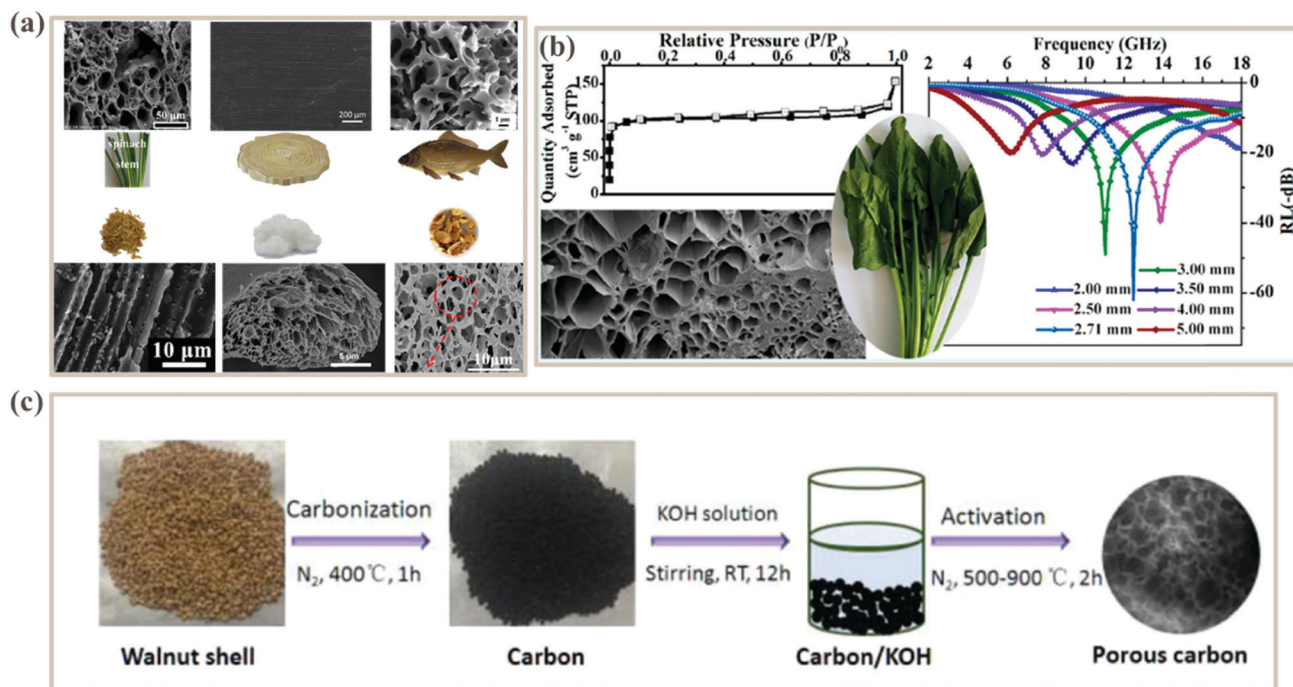 (a)
50 μm
200 μm
1 μm
spinach
stem
10 μm
5 μm
10μm
(b)
Relative Pressure (P/P0)
0.0 0.2 0.4 0.6 0.8 1.0
Quantity Adsorbed
(cm³ g⁻¹ STP)
150
100
50
0
Frequency (GHz)
2 4 6 8 10 12 14 16 18
0
-20
-40
-60
RL(-dB)
3.00 mm
2.00 mm
3.50 mm
2.50 mm
4.00 mm
2.71 mm
5.00 mm
(c)
Carbonization
N₂, 400℃, 1h
KOH solution
Stirring, RT, 12h
Activation
N₂, 500-900 ℃, 2h
Walnut shell
Carbon
Carbon/KOH
Porous carbon